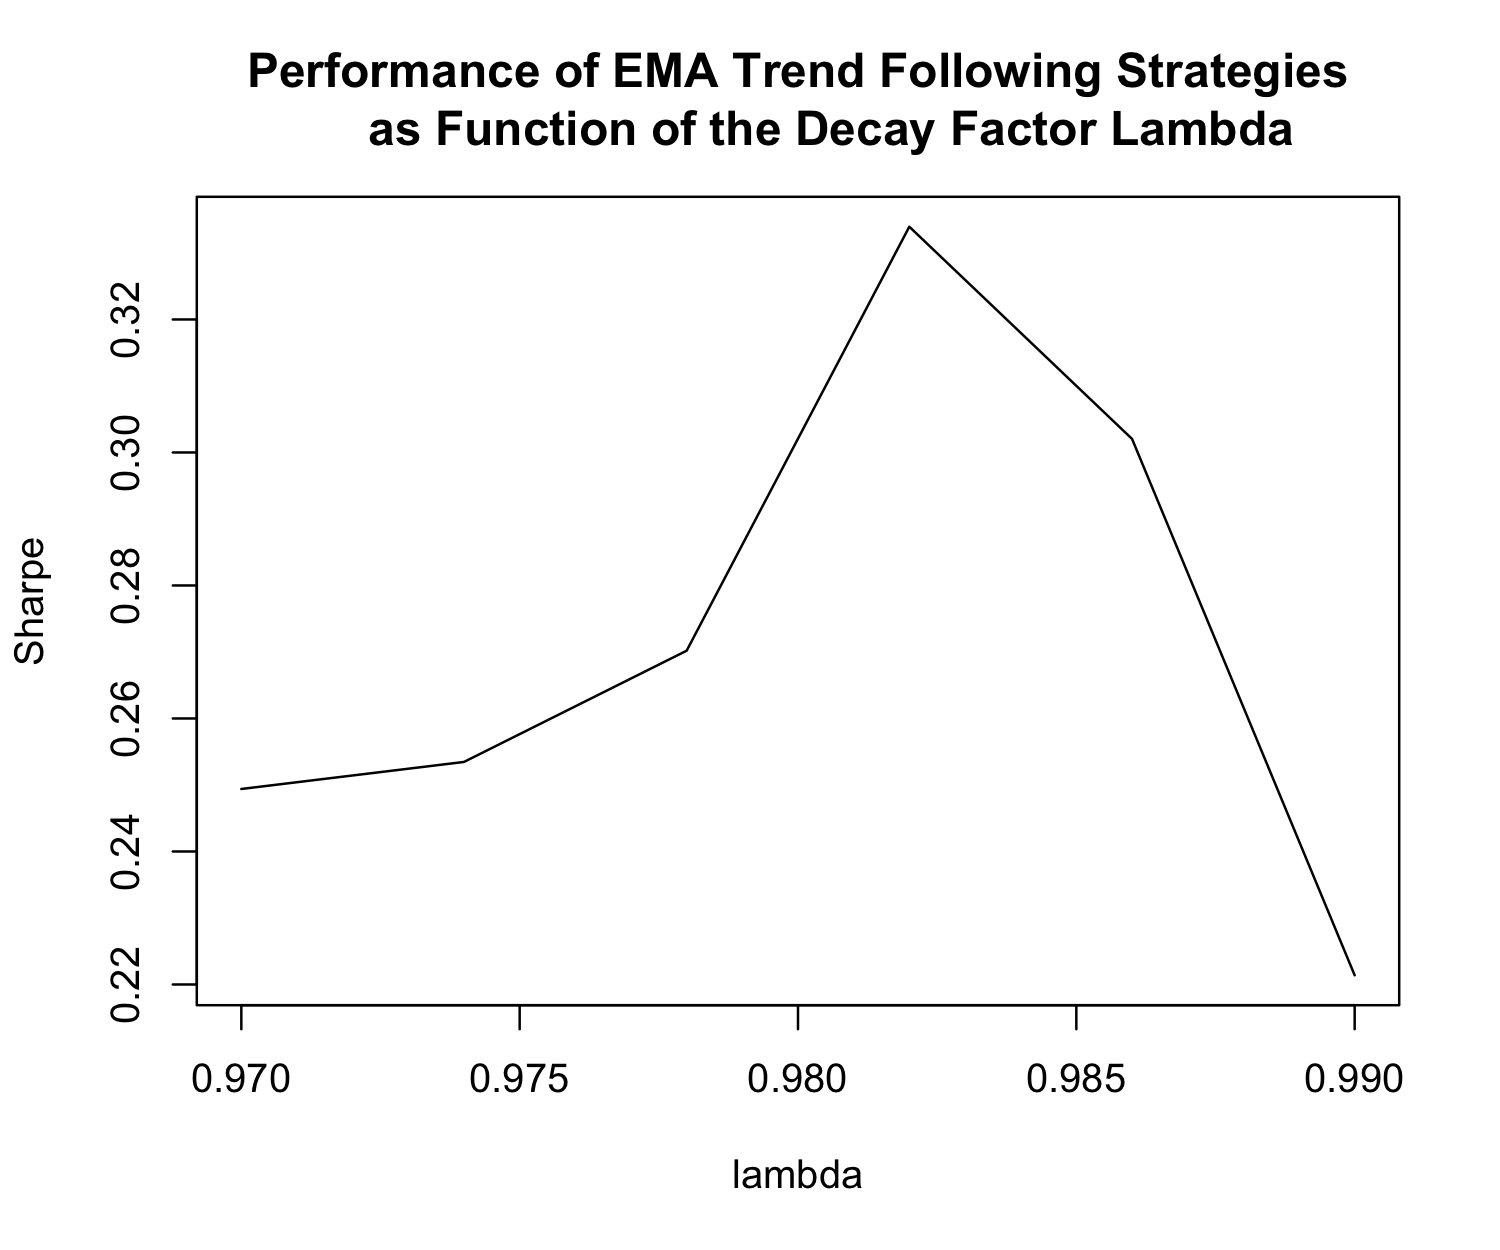 Performance of EMA Trend Following Strategies
as Function of the Decay Factor Lambda
Sharpe
0.32
0.30
0.28
0.26
0.24
0.22
0.970 0.975 0.980 0.985 0.990
lambda